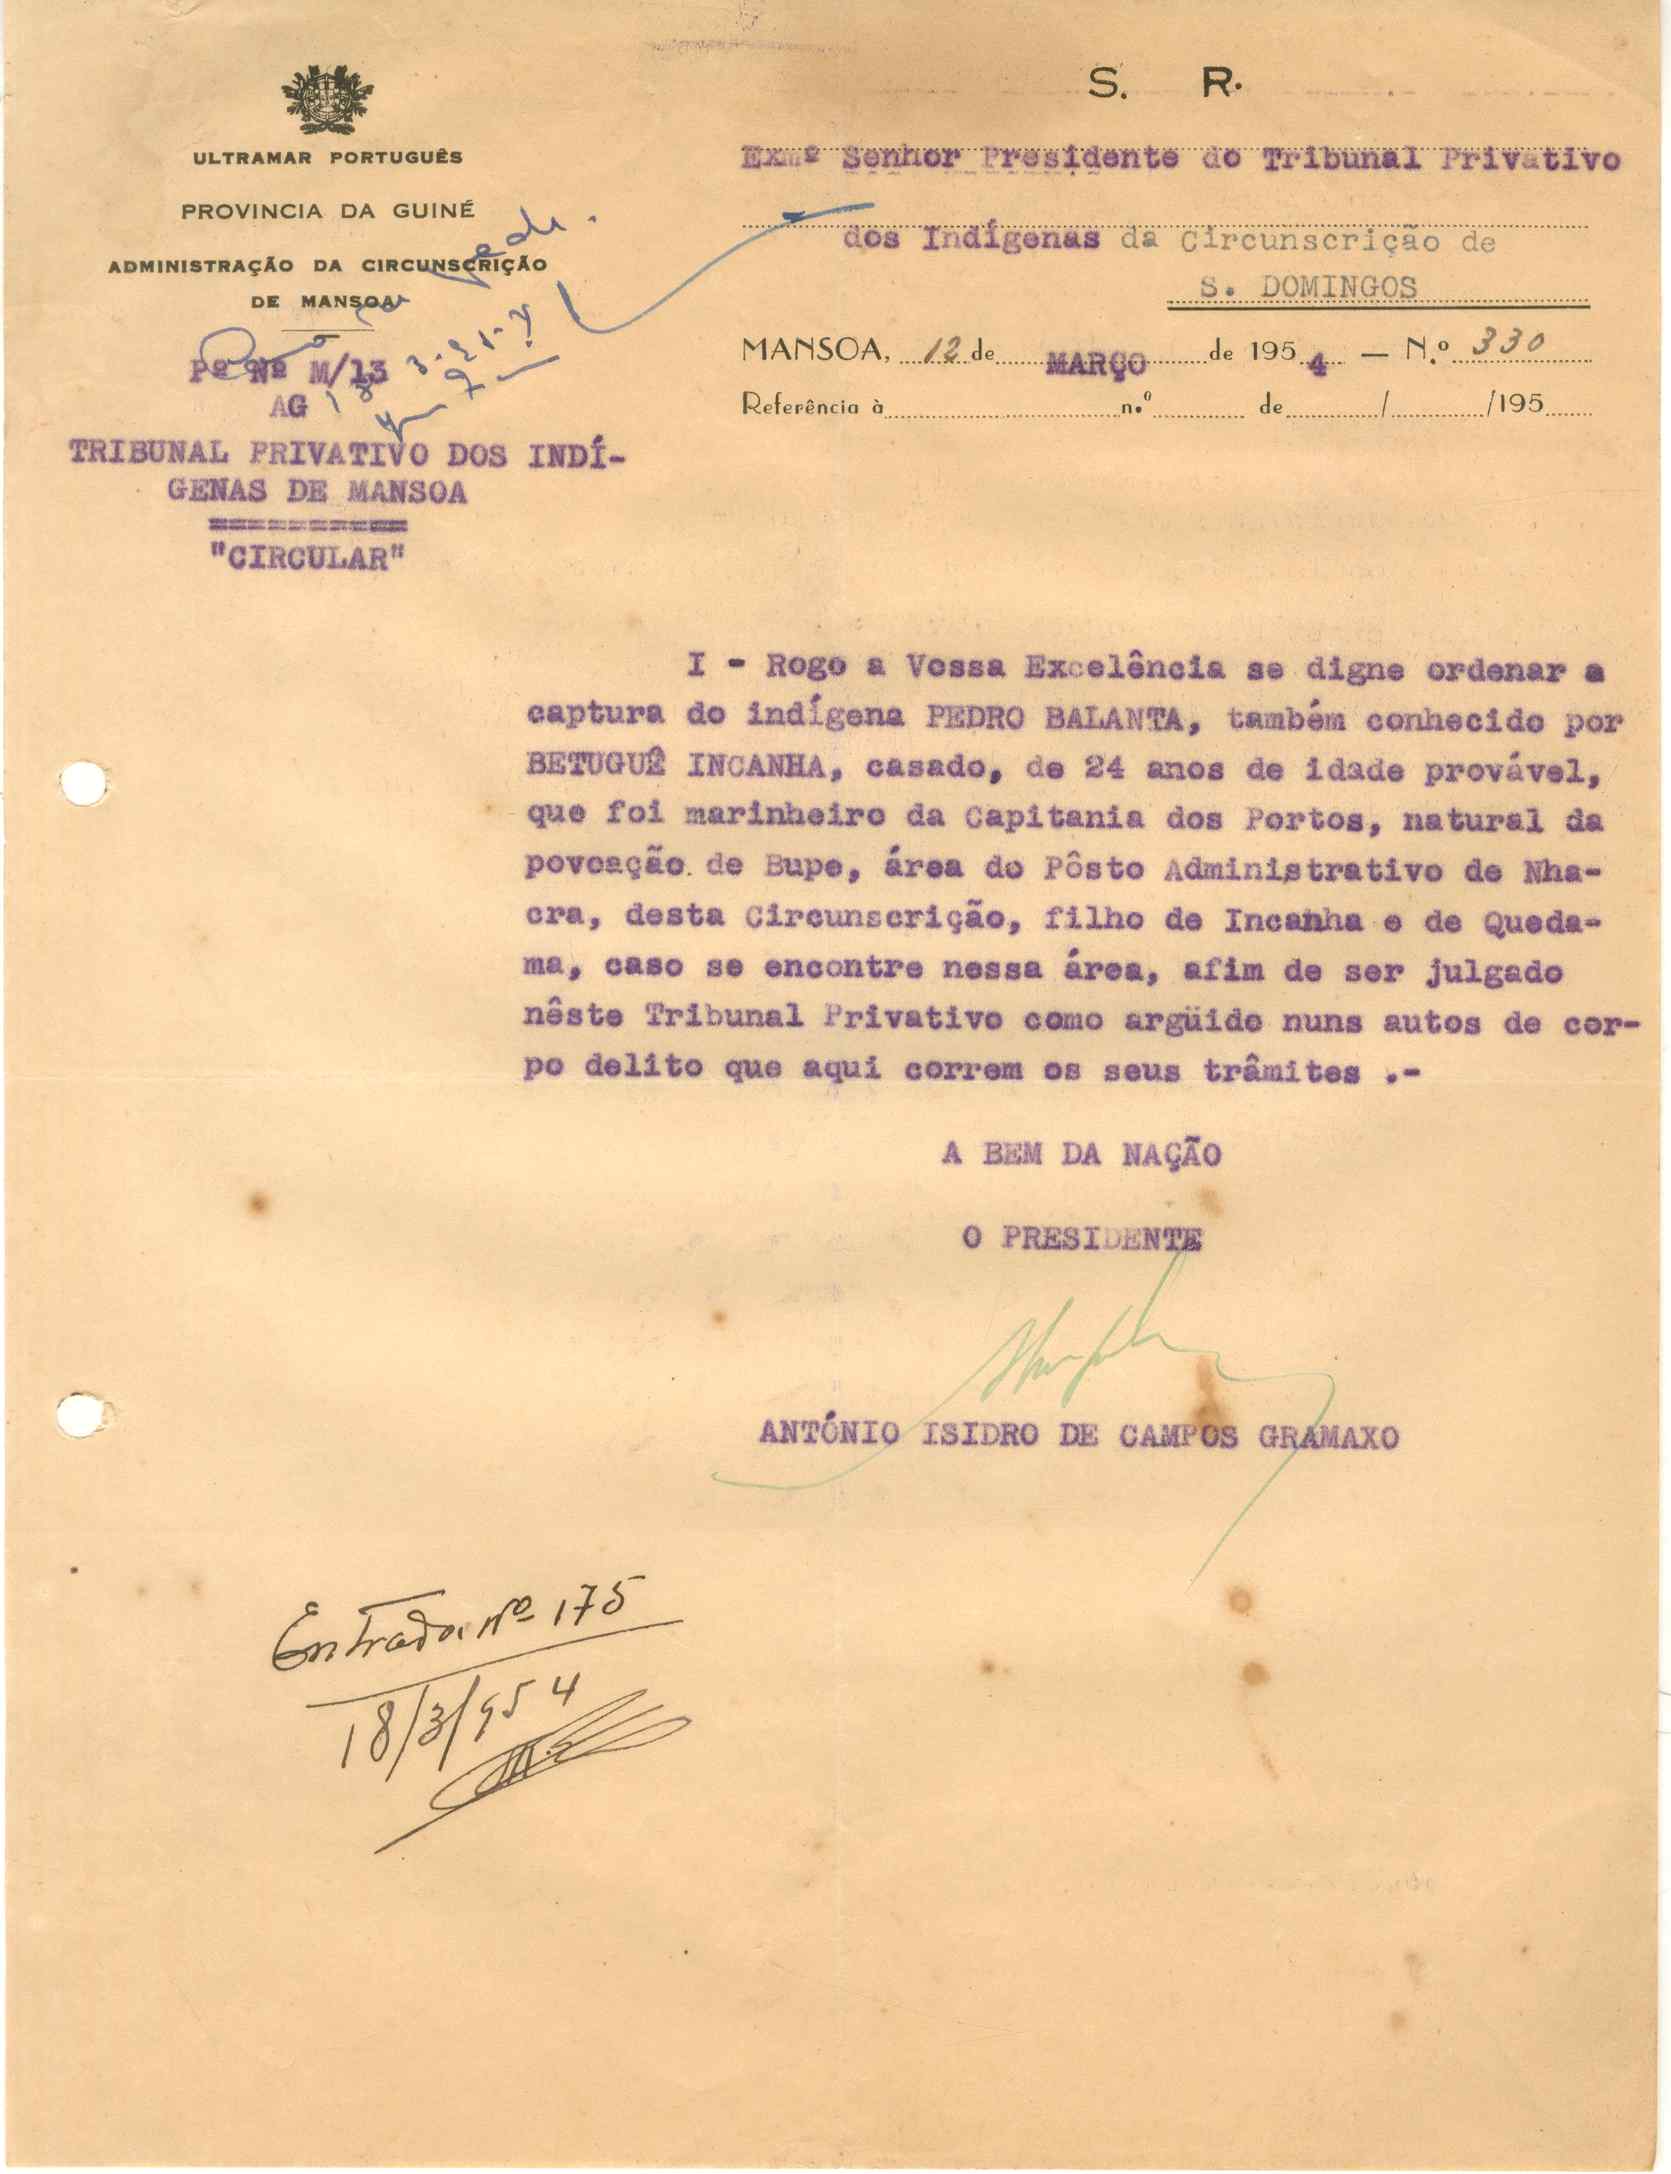 S. R.
ULTRAMAR PORTUGUÊS
PROVINCIA DA GUINÉ
ADMINISTRAÇÃO DA CIRCUNSCRIÇÃO
DE MANSOA
Pº Nº M/13
AG
TRIBUNAL PRIVATIVO DOS INDÍ-
GENAS DE MANSOA
==========
"CIRCULAR"
Exmº Senhor Presidente do Tribunal Privativo
dos Indígenas da Circunscrição de
S. DOMINGOS
MANSOA, 12 de MARÇO de 1954 — N.º 330
Referência à n.º de / /195
I - Rogo a Vossa Excelência se digne ordenar a
captura do indígena PEDRO BALANTA, também conhecido por
BETUGUÊ INCANHA, casado, de 24 anos de idade provável,
que foi marinheiro da Capitania dos Portos, natural da
povoação de Bupe, área do Pôsto Administrativo de Nha-
cra, desta Circunscrição, filho de Incanha e de Queda-
ma, caso se encontre nessa área, afim de ser julgado
nêste Tribunal Privativo como argüido nuns autos de cor-
po delito que aqui correm os seus trâmites .-
A BEM DA NAÇÃO
O PRESIDENTE
ANTÓNIO ISIDRO DE CAMPOS GRAMAXO
Entrada nº 175
18/3/954